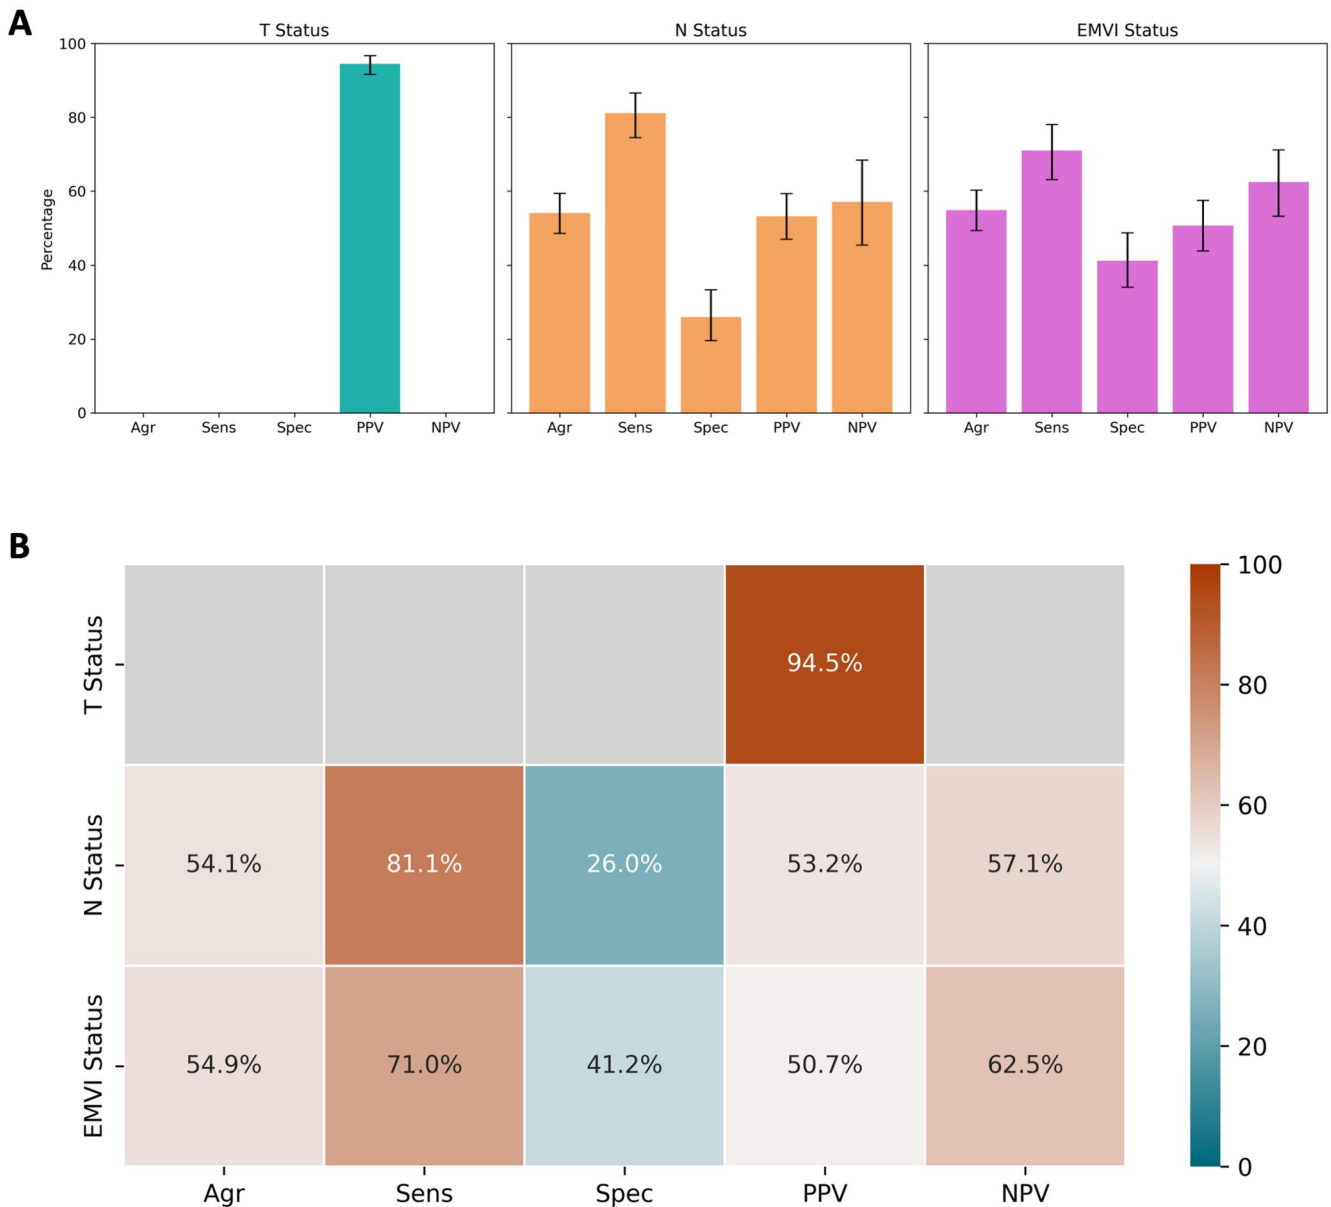 A
T Status
N Status
EMVI Status
Percentage
100
80
60
40
20
0
Agr Sens Spec PPV NPV
Agr Sens Spec PPV NPV
Agr Sens Spec PPV NPV
B
T Status
94.5%
N Status
54.1% 81.1% 26.0% 53.2% 57.1%
EMVI Status
54.9% 71.0% 41.2% 50.7% 62.5%
Agr Sens Spec PPV NPV
100
80
60
40
20
0